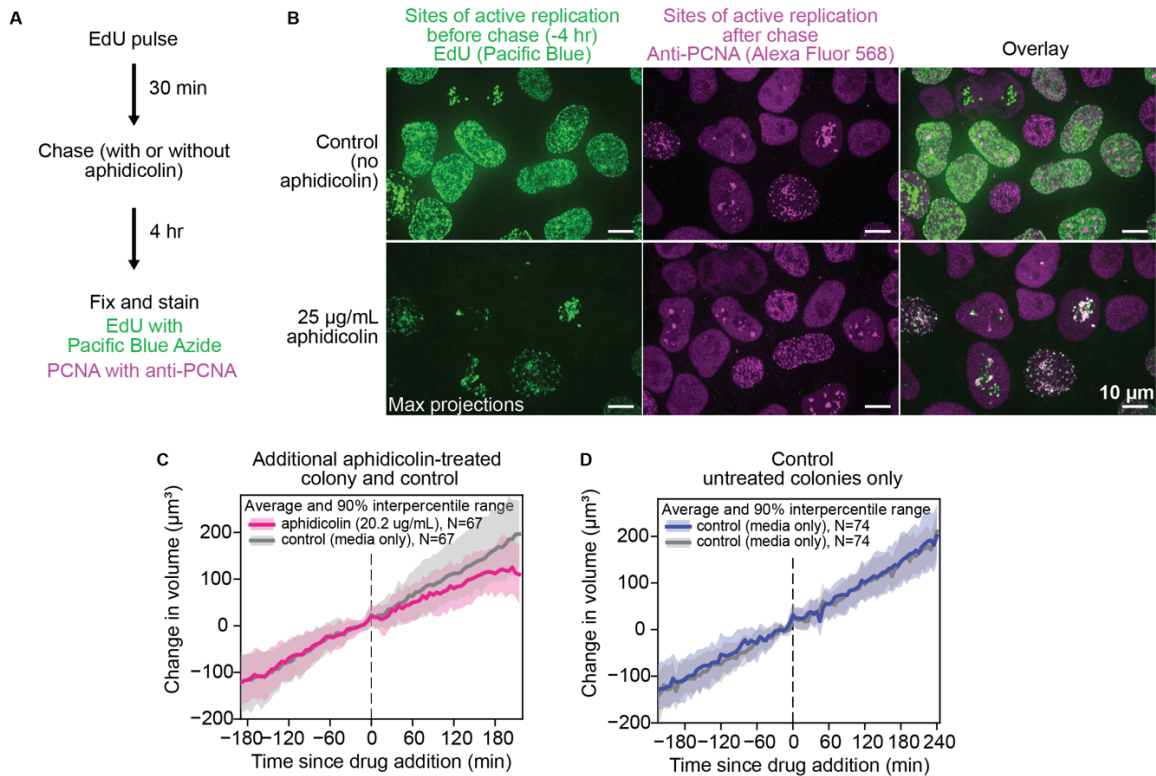 A
EdU pulse
30 min
Chase (with or without
aphidicolin)
4 hr
Fix and stain
EdU with
Pacific Blue Azide
PCNA with anti-PCNA
B
Sites of active replication
before chase (-4 hr)
EdU (Pacific Blue)
Sites of active replication
after chase
Anti-PCNA (Alexa Fluor 568)
Overlay
Control
(no
aphidicolin)
25 µg/mL
aphidicolin
Max projections
10 µm
C
Additional aphidicolin-treated
colony and control
Average and 90% interpercentile range
aphidicolin (20.2 ug/mL), N=67
control (media only), N=67
Change in volume (µm³)
200
100
0
−100
−200
−180 −120 −60 0 60 120 180
Time since drug addition (min)
D
Control
untreated colonies only
Average and 90% interpercentile range
control (media only), N=74
control (media only), N=74
Change in volume (µm³)
200
100
0
−100
−200
−180 −120 −60 0 60 120 180 240
Time since drug addition (min)